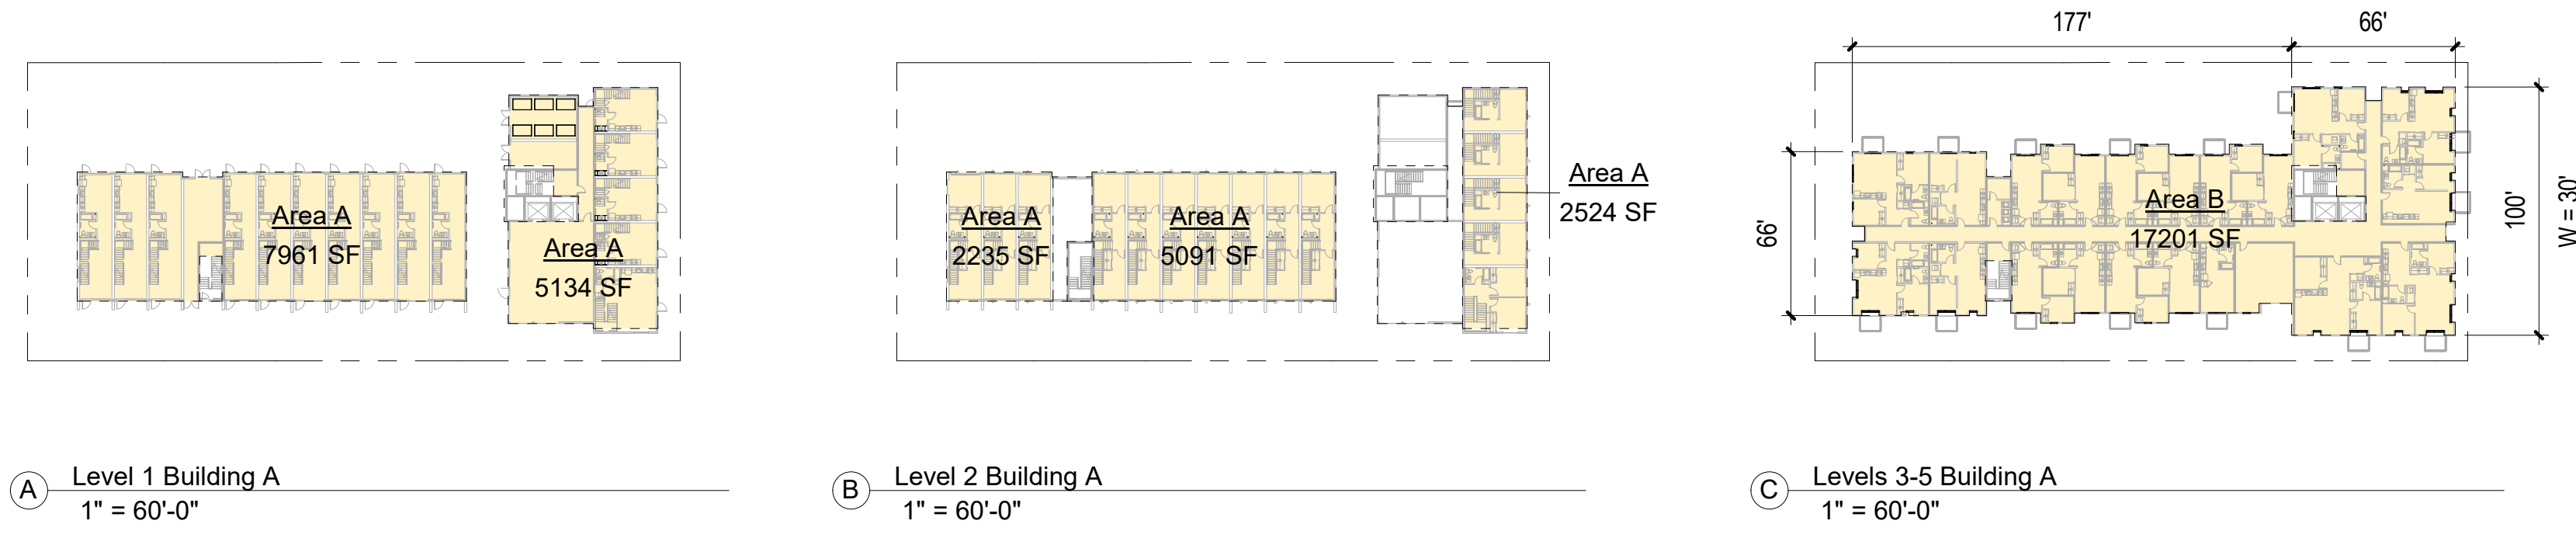 Area A
7961 SF
Area A
5134 SF
A
Level 1 Building A
1" = 60'-0"
Area A
2235 SF
Area A
5091 SF
Area A
2524 SF
B
Level 2 Building A
1" = 60'-0"
177'
66'
66'
Area B
17201 SF
100'
W = 30'
C
Levels 3-5 Building A
1" = 60'-0"